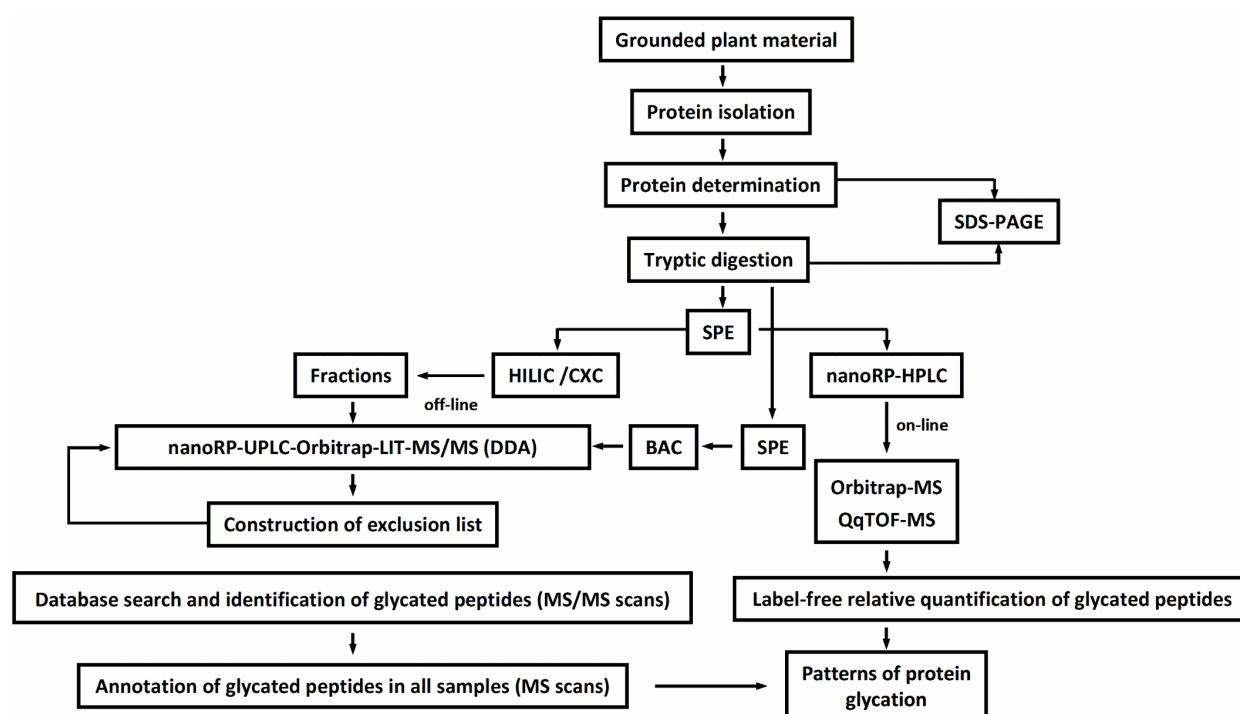 Grounded plant material
Protein isolation
Protein determination
SDS-PAGE
Tryptic digestion
SPE
Fractions
HILIC /CXC
nanoRP-HPLC
off-line
on-line
nanoRP-UPLC-Orbitrap-LIT-MS/MS (DDA)
BAC
SPE
Orbitrap-MS
QqTOF-MS
Construction of exclusion list
Database search and identification of glycated peptides (MS/MS scans)
Label-free relative quantification of glycated peptides
Annotation of glycated peptides in all samples (MS scans)
Patterns of protein
glycation